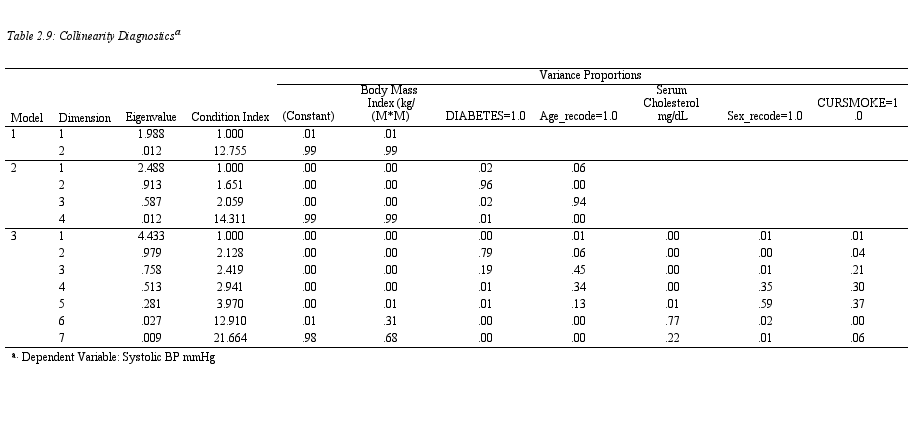 Table 2.9: Collinearity Diagnosticsa
Variance Proportions
Model Dimension Eigenvalue Condition Index (Constant) Body Mass Index (kg/(M*M) DIABETES=1.0 Age_recode=1.0 Serum Cholesterol mg/dL Sex_recode=1.0 CURSMOKE=1.0
1 1 1.988 1.000 .01 .01
2 .012 12.755 .99 .99
2 1 2.488 1.000 .00 .00 .02 .06
2 .913 1.651 .00 .00 .96 .00
3 .587 2.059 .00 .00 .02 .94
4 .012 14.311 .99 .99 .01 .00
3 1 4.433 1.000 .00 .00 .00 .01 .00 .01 .01
2 .979 2.128 .00 .00 .79 .06 .00 .00 .04
3 .758 2.419 .00 .00 .19 .45 .00 .01 .21
4 .513 2.941 .00 .00 .01 .34 .00 .35 .30
5 .281 3.970 .00 .01 .01 .13 .01 .59 .37
6 .027 12.910 .01 .31 .00 .00 .77 .02 .00
7 .009 21.664 .98 .68 .00 .00 .22 .01 .06
a. Dependent Variable: Systolic BP mmHg